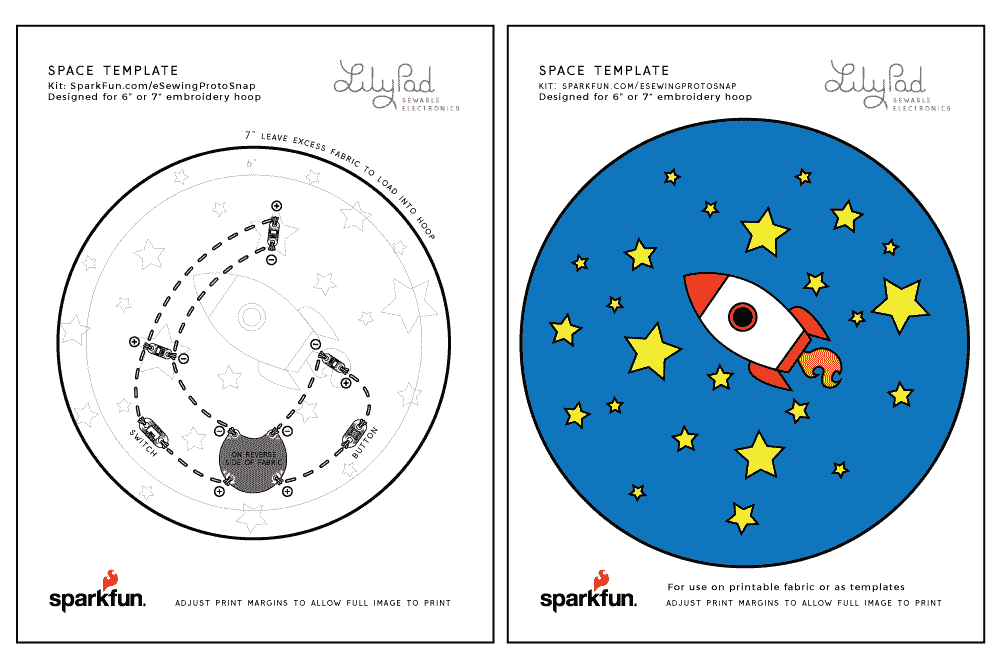 SPACE TEMPLATE
Kit: SparkFun.com/eSewingProtoSnap
Designed for 6" or 7" embroidery hoop
LilyPad
SEWABLE
ELECTRONICS
7" LEAVE EXCESS FABRIC TO LOAD INTO HOOP
6"
SWITCH
ON REVERSE
SIDE OF FABRIC
BUTTON
sparkfun.
ADJUST PRINT MARGINS TO ALLOW FULL IMAGE TO PRINT
SPACE TEMPLATE
KIT: SPARKFUN.COM/ESEWINGPROTOSNAP
Designed for 6" or 7" embroidery hoop
LilyPad
SEWABLE
ELECTRONICS
For use on printable fabric or as templates
sparkfun.
ADJUST PRINT MARGINS TO ALLOW FULL IMAGE TO PRINT